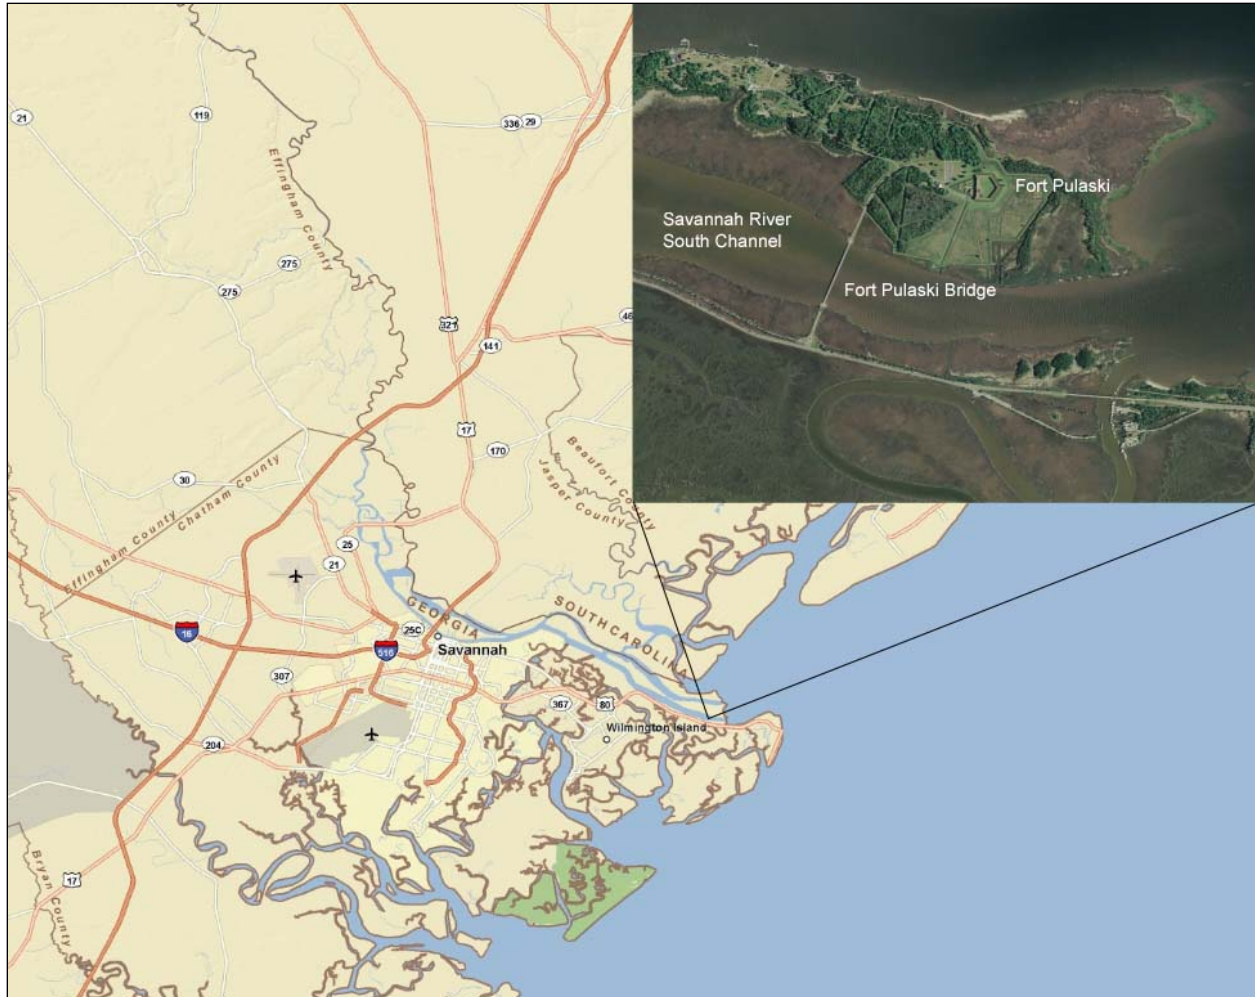 21
119
336
29
Effingham County
275
275
321
46
141
17
170
30
Beaufort County
Jasper County
Effingham County
Chatham County
25
21
GEORGIA
SOUTH CAROLINA
16
25C
516
Savannah
307
367
80
Wilmington Island
204
17
Bryan County
Fort Pulaski
Savannah River
South Channel
Fort Pulaski Bridge